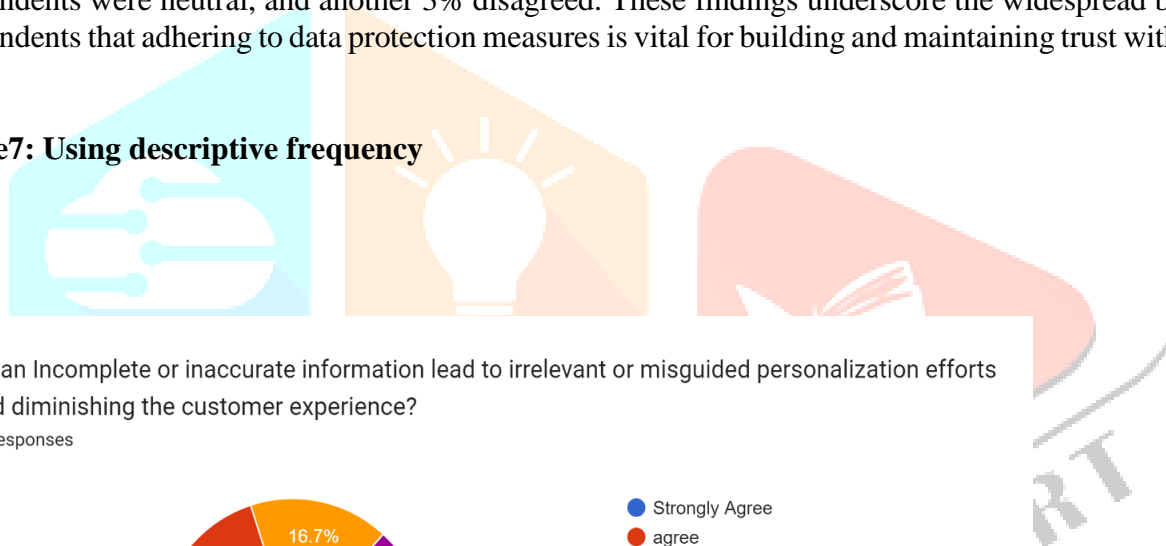 ndents were neutral, and another 5% disagreed. These findings underscore the widespread b
ndents that adhering to data protection measures is vital for building and maintaining trust wit
e7: Using descriptive frequency
an Incomplete or inaccurate information lead to irrelevant or misguided personalization efforts
d diminishing the customer experience?
esponses
Strongly Agree
16.7%
agree
RT